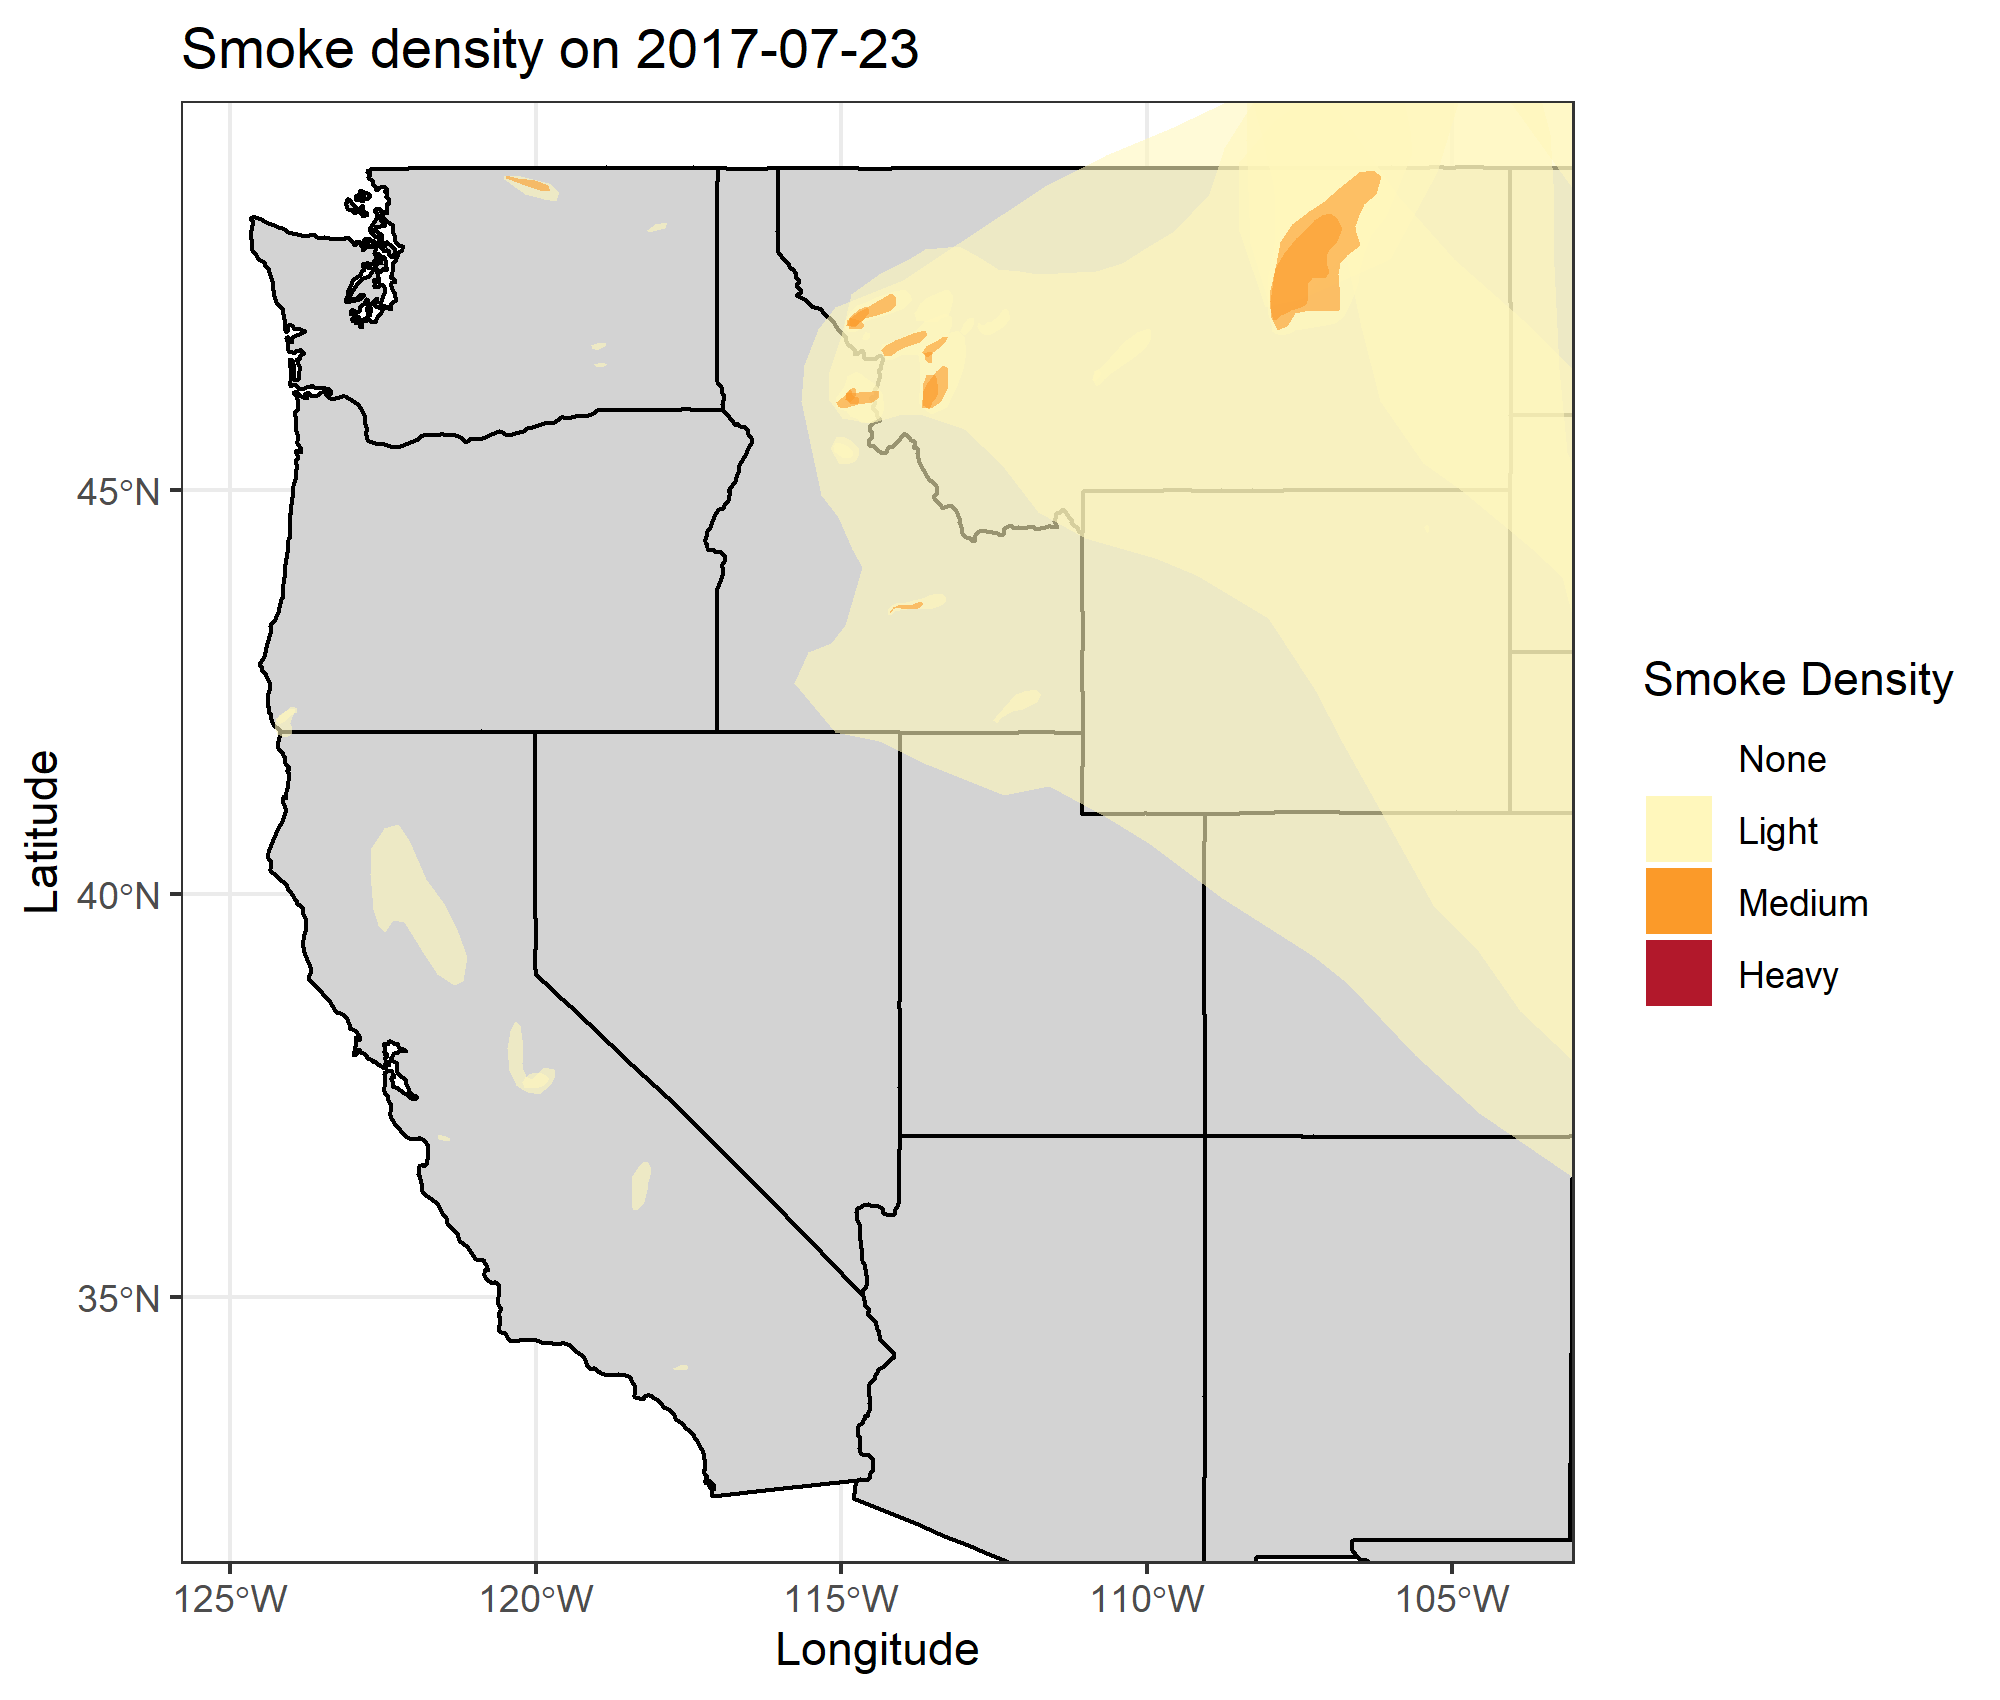 Smoke density on 2017-07-23
45°N
40°N
35°N
Latitude
125°W
120°W
115°W
110°W
105°W
Longitude
Smoke Density
None
Light
Medium
Heavy